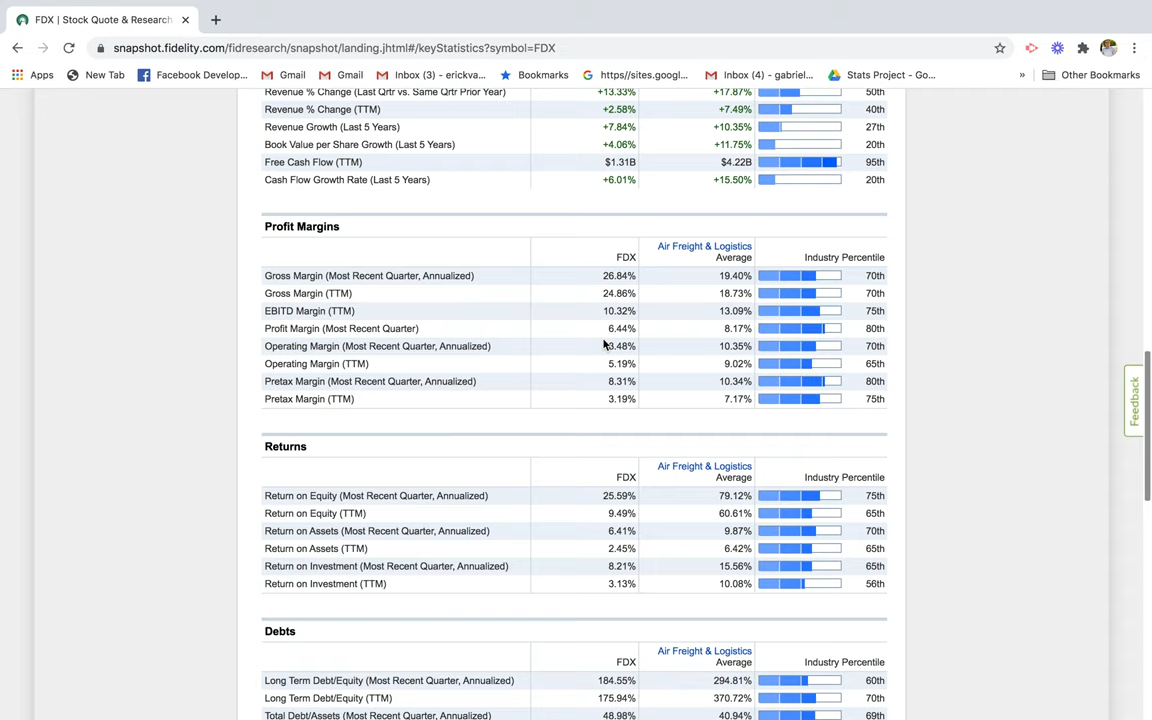 FDX | Stock Quote & Research
snapshot.fidelity.com/fidresearch/snapshot/landing.jhtml#/keyStatistics?symbol=FDX
Apps New Tab Facebook Develop... Gmail Gmail Inbox (3) - erickva... Bookmarks https//sites.googl... Inbox (4) - gabriel... Stats Project - Go... » Other Bookmarks
Revenue % Change (Last Qrtr vs. Same Qrtr Prior Year) +13.33% +17.87% 50th
Revenue % Change (TTM) +2.58% +7.49% 40th
Revenue Growth (Last 5 Years) +7.84% +10.35% 27th
Book Value per Share Growth (Last 5 Years) +4.06% +11.75% 20th
Free Cash Flow (TTM) $1.31B $4.22B 95th
Cash Flow Growth Rate (Last 5 Years) +6.01% +15.50% 20th
Profit Margins
Air Freight & Logistics
FDX Average Industry Percentile
Gross Margin (Most Recent Quarter, Annualized) 26.84% 19.40% 70th
Gross Margin (TTM) 24.86% 18.73% 70th
EBITD Margin (TTM) 10.32% 13.09% 75th
Profit Margin (Most Recent Quarter) 6.44% 8.17% 80th
Operating Margin (Most Recent Quarter, Annualized) 10.35% 70th
Operating Margin (TTM) 5.19% 9.02% 65th
Pretax Margin (Most Recent Quarter, Annualized) 8.31% 10.34% 80th
Pretax Margin (TTM) 3.19% 7.17% 75th
Feedback
Returns
Air Freight & Logistics
FDX Average Industry Percentile
Return on Equity (Most Recent Quarter, Annualized) 25.59% 79.12% 75th
Return on Equity (TTM) 9.49% 60.61% 65th
Return on Assets (Most Recent Quarter, Annualized) 6.41% 9.87% 70th
Return on Assets (TTM) 2.45% 6.42% 65th
Return on Investment (Most Recent Quarter, Annualized) 8.21% 15.56% 65th
Return on Investment (TTM) 3.13% 10.08% 56th
Debts
Air Freight & Logistics
FDX Average Industry Percentile
Long Term Debt/Equity (Most Recent Quarter, Annualized) 184.55% 294.81% 60th
Long Term Debt/Equity (TTM) 175.94% 370.72% 70th
Total Debt/Assets (Most Recent Quarter, Annualized) 48.98% 40.94% 69th